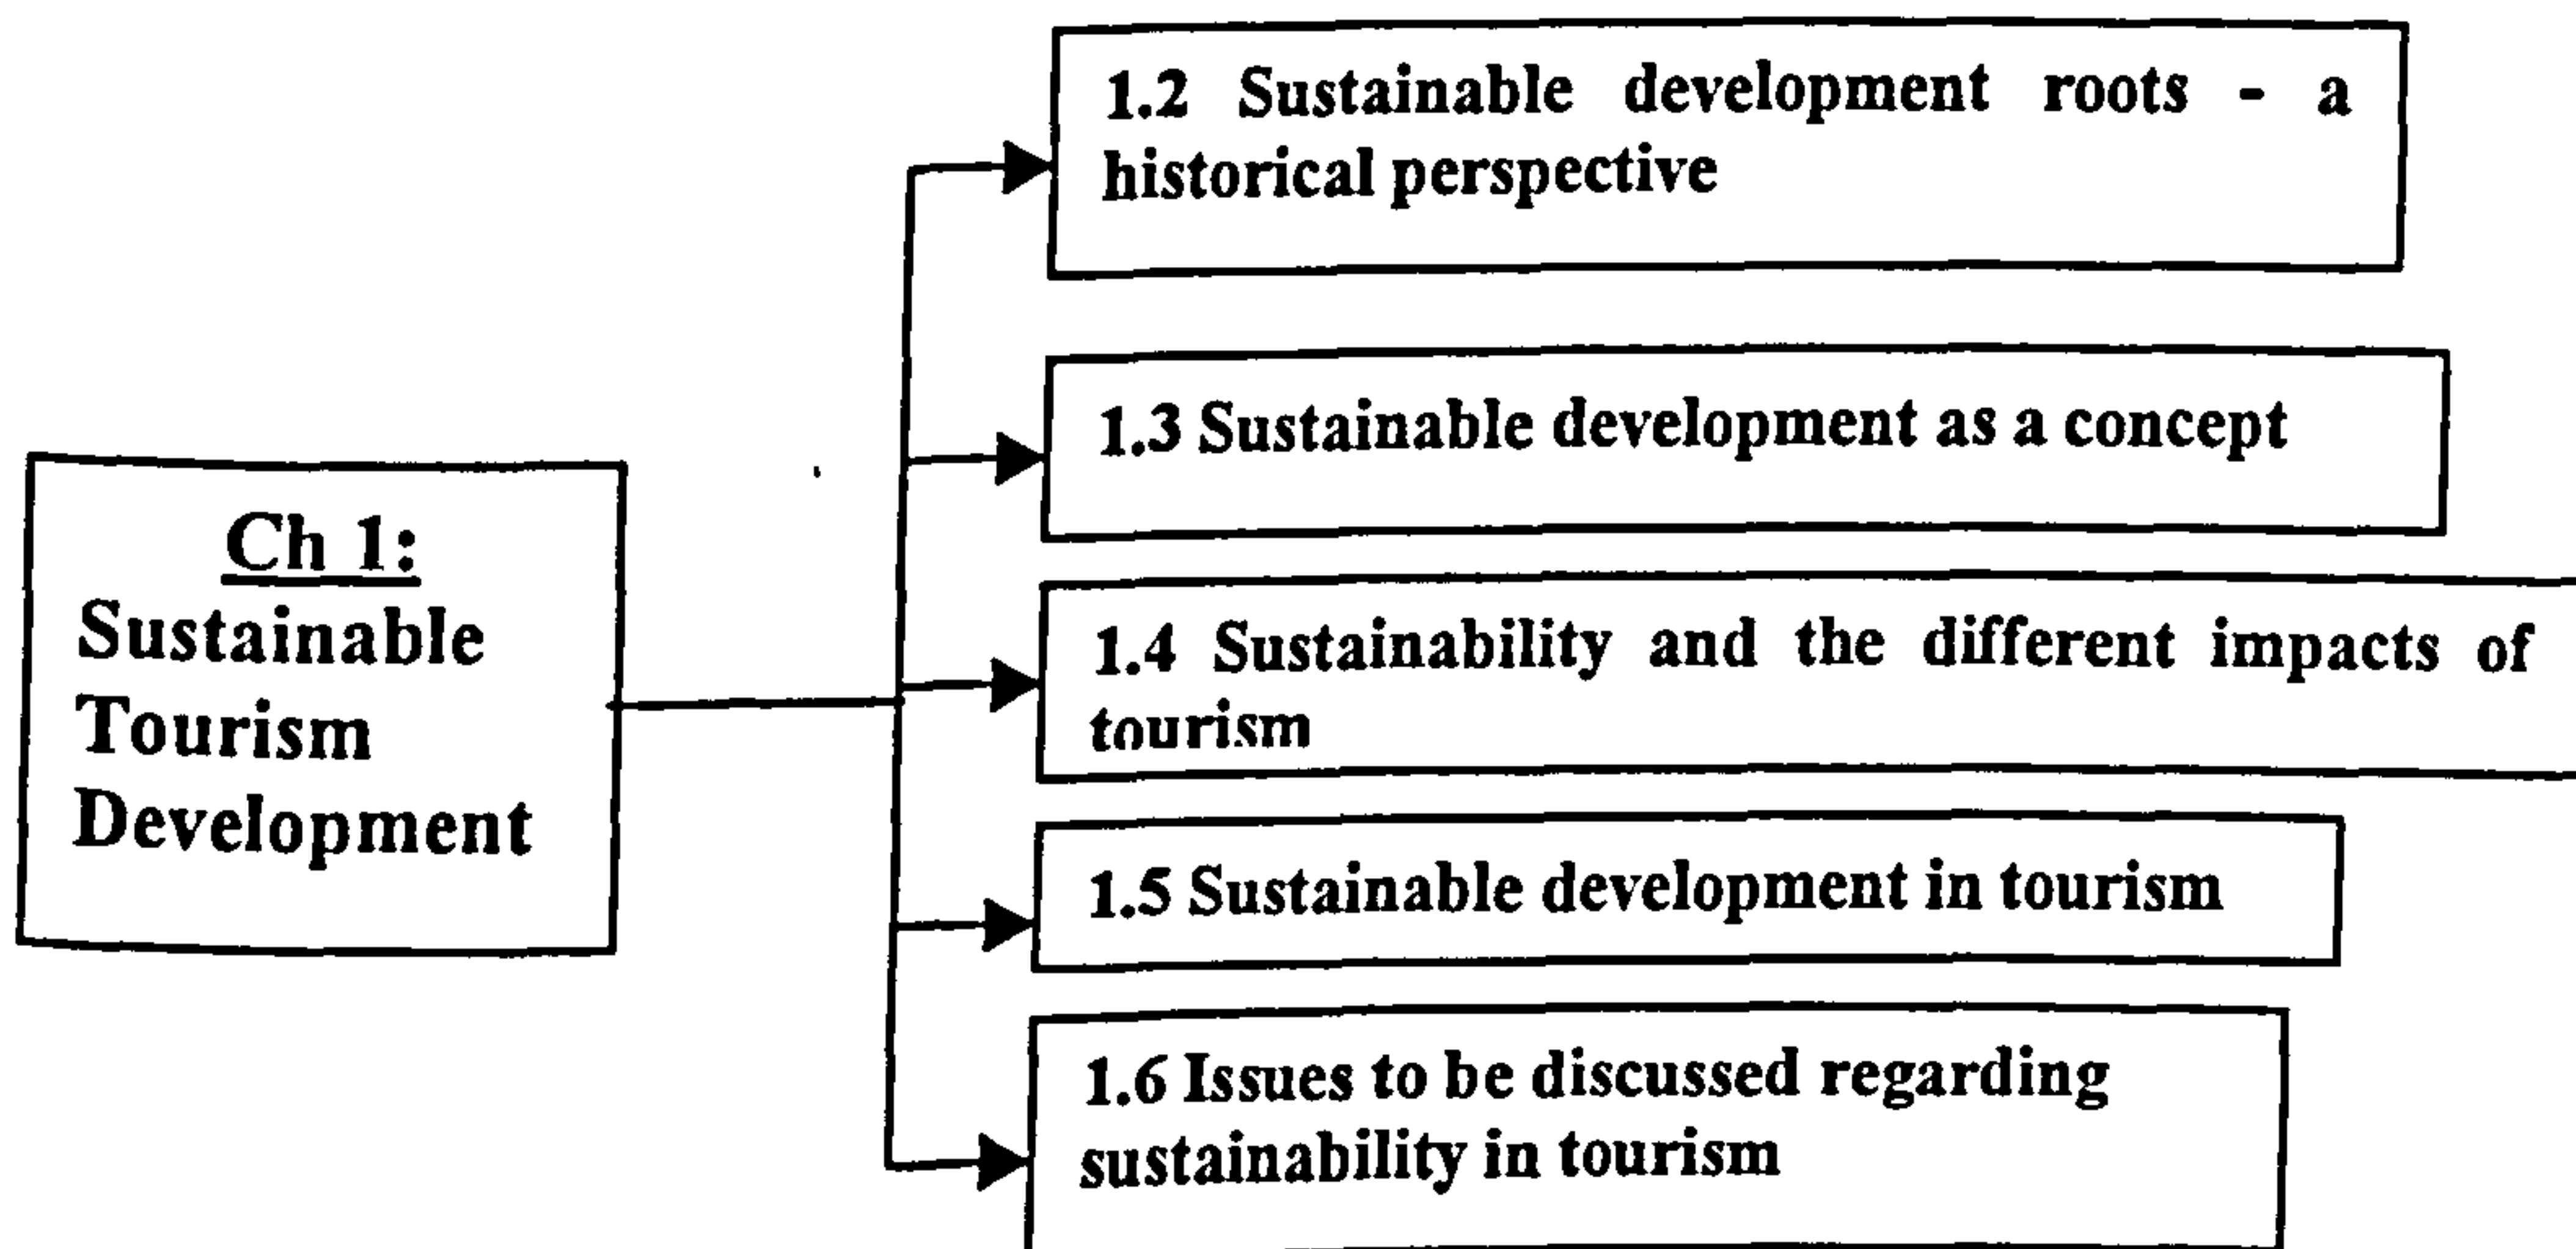 Ch 1:
Sustainable
Tourism
Development
1.2 Sustainable development roots - a
historical perspective
1.3 Sustainable development as a concept
1.4 Sustainability and the different impacts of
tourism
1.5 Sustainable development in tourism
1.6 Issues to be discussed regarding
sustainability in tourism